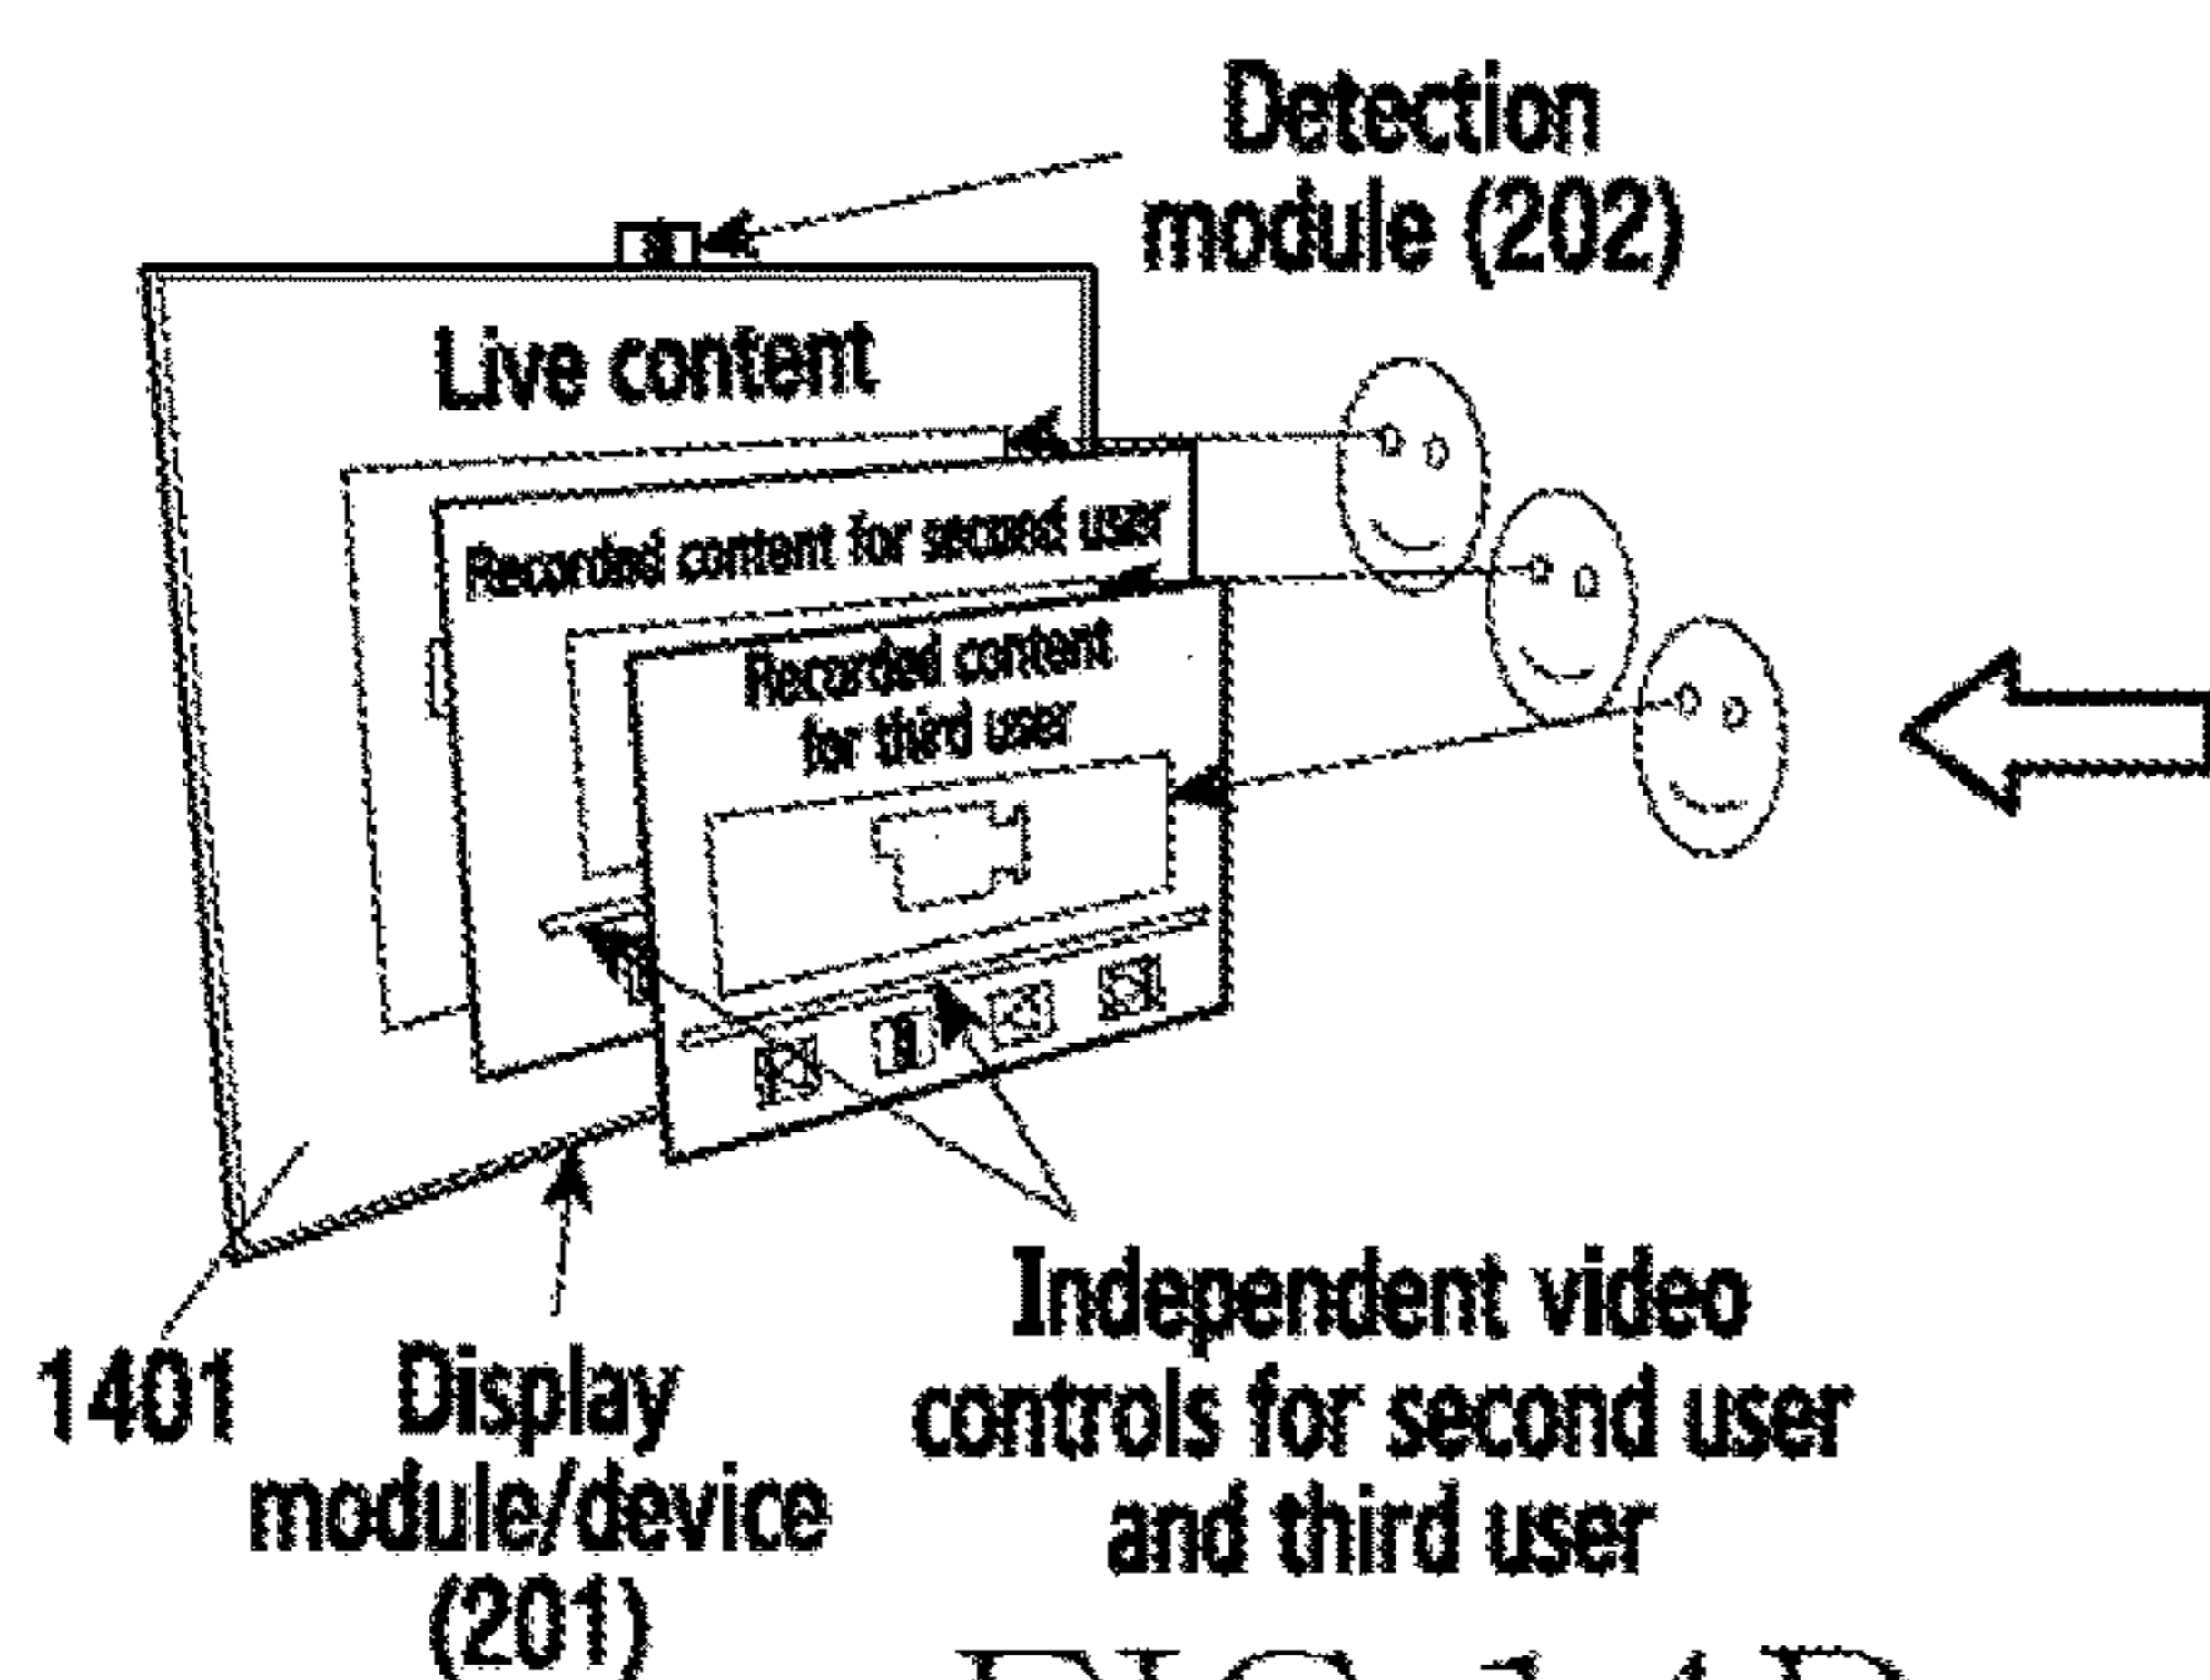 Detection
module (202)
Live content
Recorded content for second user
Recorded content
for third user
Independent video
controls for second user
and third user
1401
Display
module/device
(201)